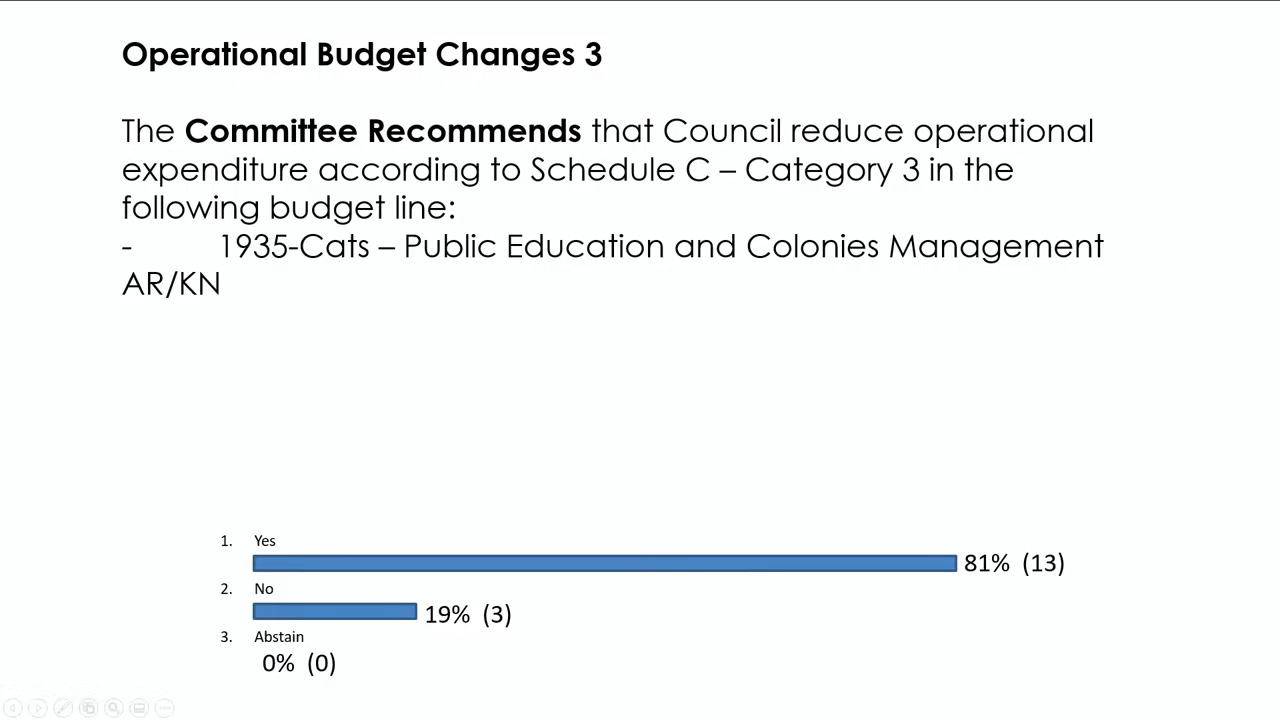 Operational Budget Changes 3
The Committee Recommends that Council reduce operational
expenditure according to Schedule C – Category 3 in the
following budget line:
- 1935-Cats – Public Education and Colonies Management
AR/KN
1. Yes
81% (13)
2. No
19% (3)
3. Abstain
0% (0)